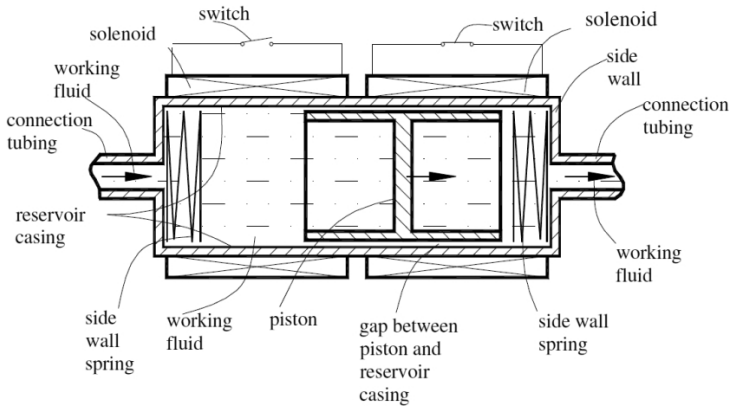 switch
solenoid
switch
solenoid
working
fluid
side
wall
connection
tubing
connection
tubing
reservoir
casing
working
fluid
side
wall
spring
working
fluid
piston
gap between
piston and
reservoir
casing
side wall
spring